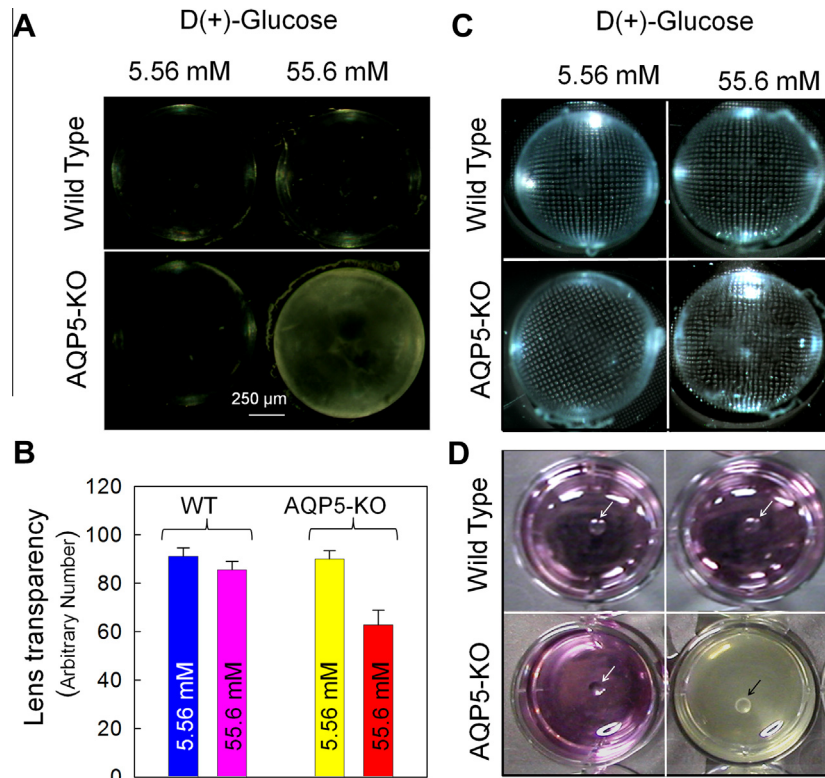 A
D(+)-Glucose
5.56 mM
55.6 mM
Wild Type
AQP5-KO
250 µm
B
Lens transparency
(Arbitrary Number)
120
100
80
60
40
20
0
WT
AQP5-KO
5.56 mM
55.6 mM
5.56 mM
55.6 mM
C
D(+)-Glucose
5.56 mM
55.6 mM
Wild Type
AQP5-KO
D
Wild Type
AQP5-KO